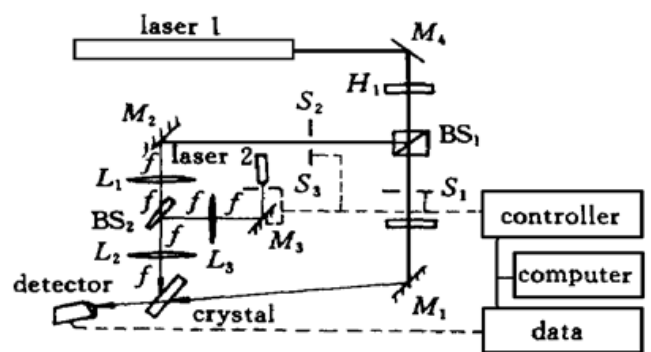 laser 1
M4
H1
S2
M2
BS1
f
laser 2
L1
f
S3
S1
f
f
f
controller
BS2
f
M3
L2
L3
computer
f
detector
crystal
M1
data